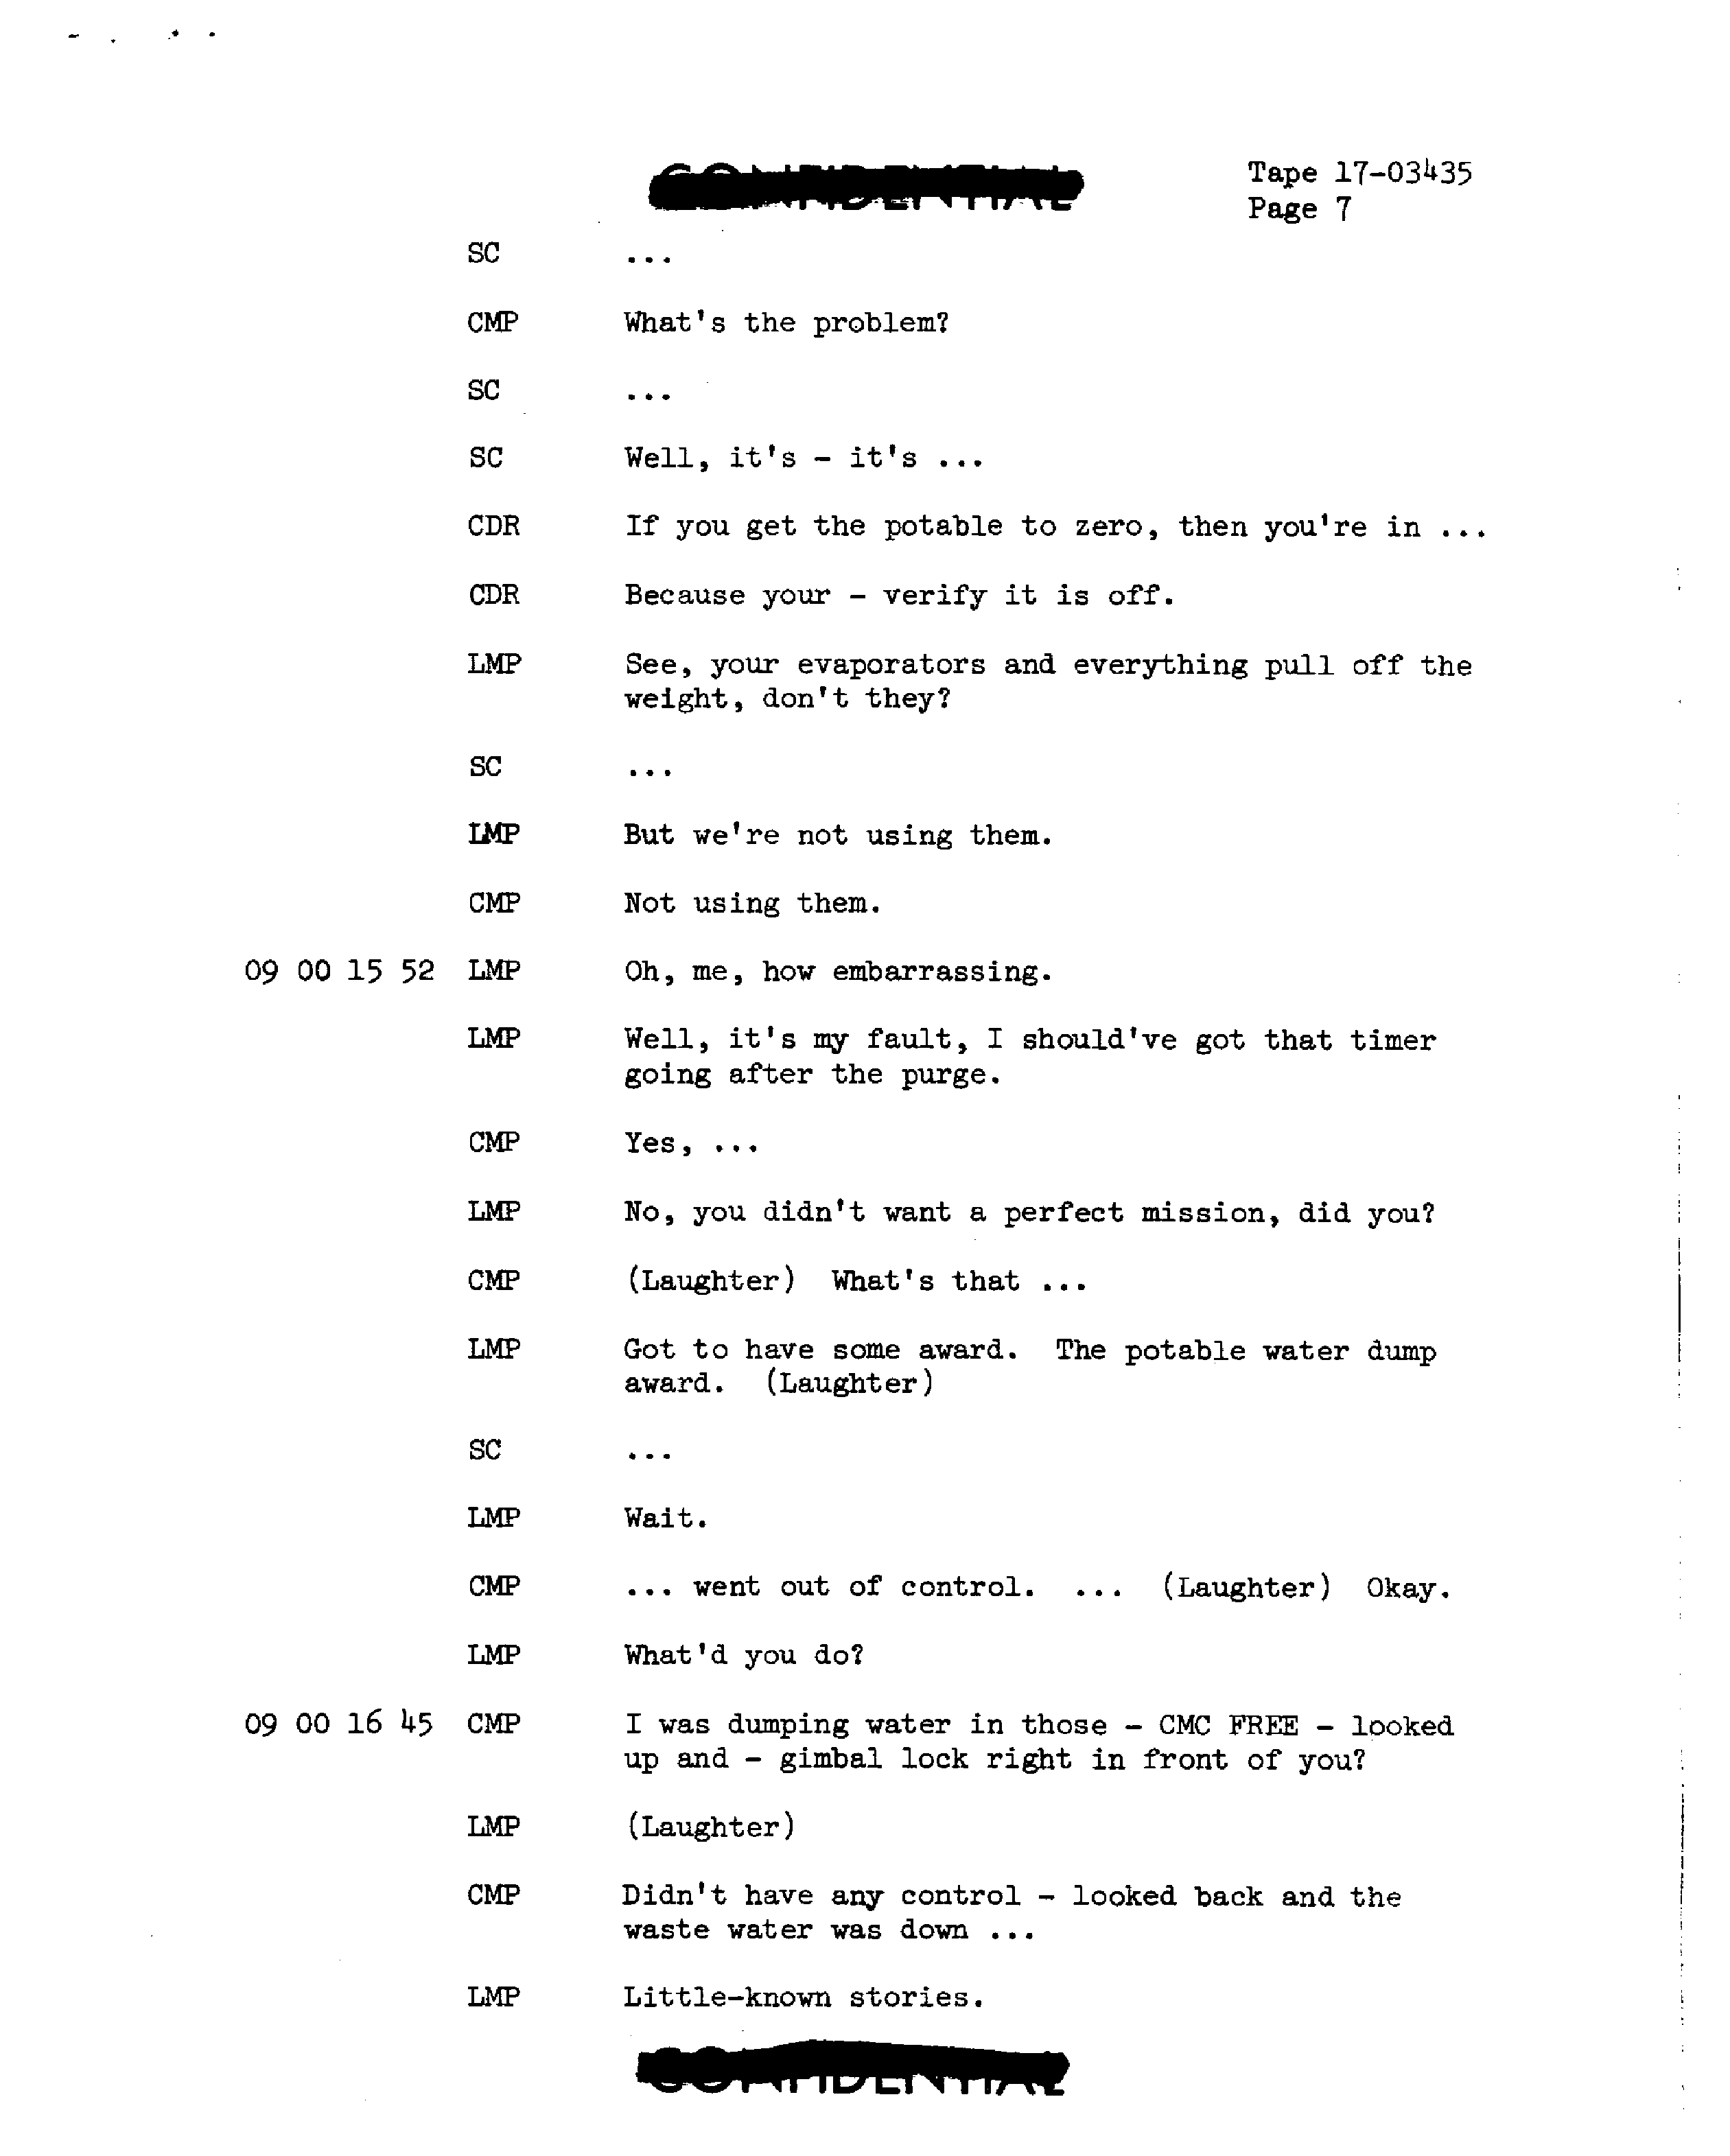 CONFIDENTIAL
Tape 17-03435
Page 7
SC ...
CMP What's the problem?
SC ...
SC Well, it's - it's ...
CDR If you get the potable to zero, then you're in ...
CDR Because your - verify it is off.
LMP See, your evaporators and everything pull off the
weight, don't they?
SC ...
LMP But we're not using them.
CMP Not using them.
09 00 15 52 LMP Oh, me, how embarrassing.
LMP Well, it's my fault, I should've got that timer
going after the purge.
CMP Yes, ...
LMP No, you didn't want a perfect mission, did you?
CMP (Laughter) What's that ...
LMP Got to have some award. The potable water dump
award. (Laughter)
SC ...
LMP Wait.
CMP ... went out of control. ... (Laughter) Okay.
LMP What'd you do?
09 00 16 45 CMP I was dumping water in those - CMC FREE - looked
up and - gimbal lock right in front of you?
LMP (Laughter)
CMP Didn't have any control - looked back and the
waste water was down ...
LMP Little-known stories.
CONFIDENTIAL